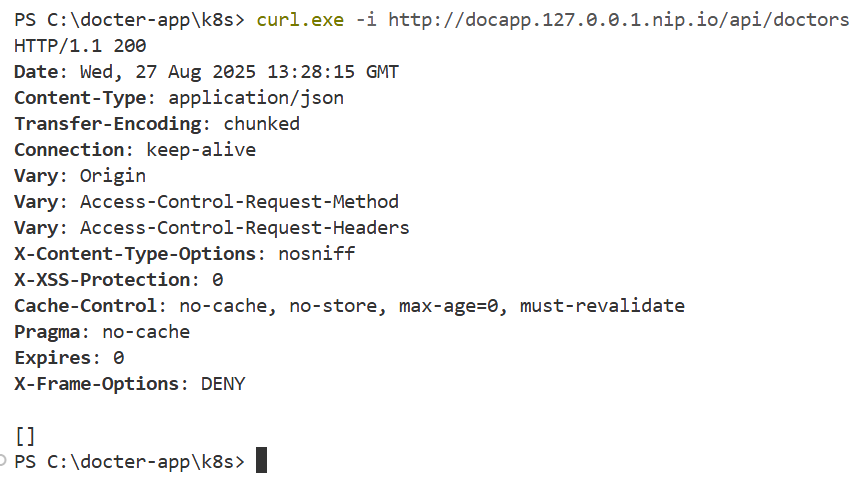 PS C:\docter-app\k8s> curl.exe -i http://docapp.127.0.0.1.nip.io/api/doctors
HTTP/1.1 200
Date: Wed, 27 Aug 2025 13:28:15 GMT
Content-Type: application/json
Transfer-Encoding: chunked
Connection: keep-alive
Vary: Origin
Vary: Access-Control-Request-Method
Vary: Access-Control-Request-Headers
X-Content-Type-Options: nosniff
X-XSS-Protection: 0
Cache-Control: no-cache, no-store, max-age=0, must-revalidate
Pragma: no-cache
Expires: 0
X-Frame-Options: DENY
[]
PS C:\docter-app\k8s>